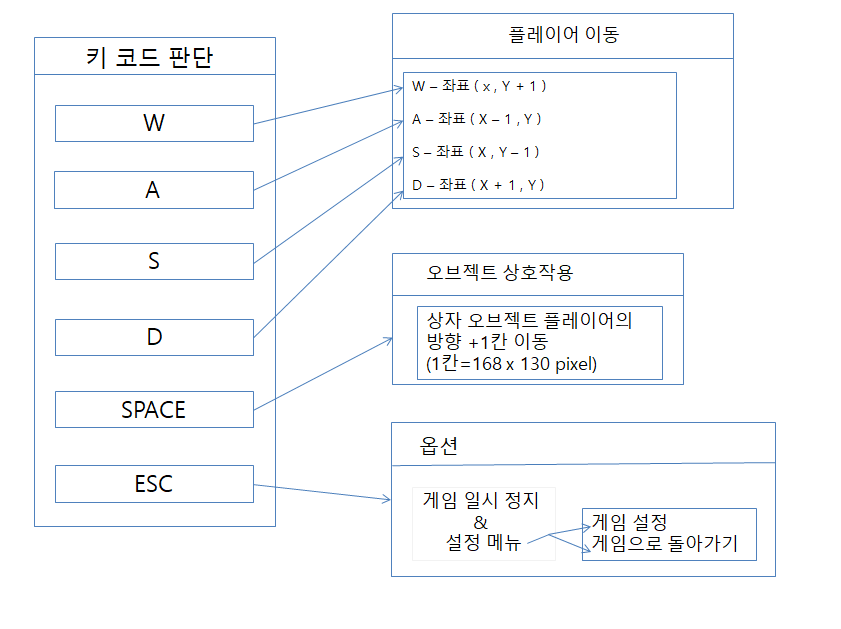 키 코드 판단
W
A
S
D
SPACE
ESC
플레이어 이동
W – 좌표 ( x , Y + 1 )
A – 좌표 ( X – 1 , Y )
S – 좌표 ( X , Y – 1 )
D – 좌표 ( X + 1 , Y )
오브젝트 상호작용
상자 오브젝트 플레이어의
방향 +1칸 이동
(1칸=168 x 130 pixel)
옵션
게임 일시 정지
&
설정 메뉴
게임 설정
게임으로 돌아가기